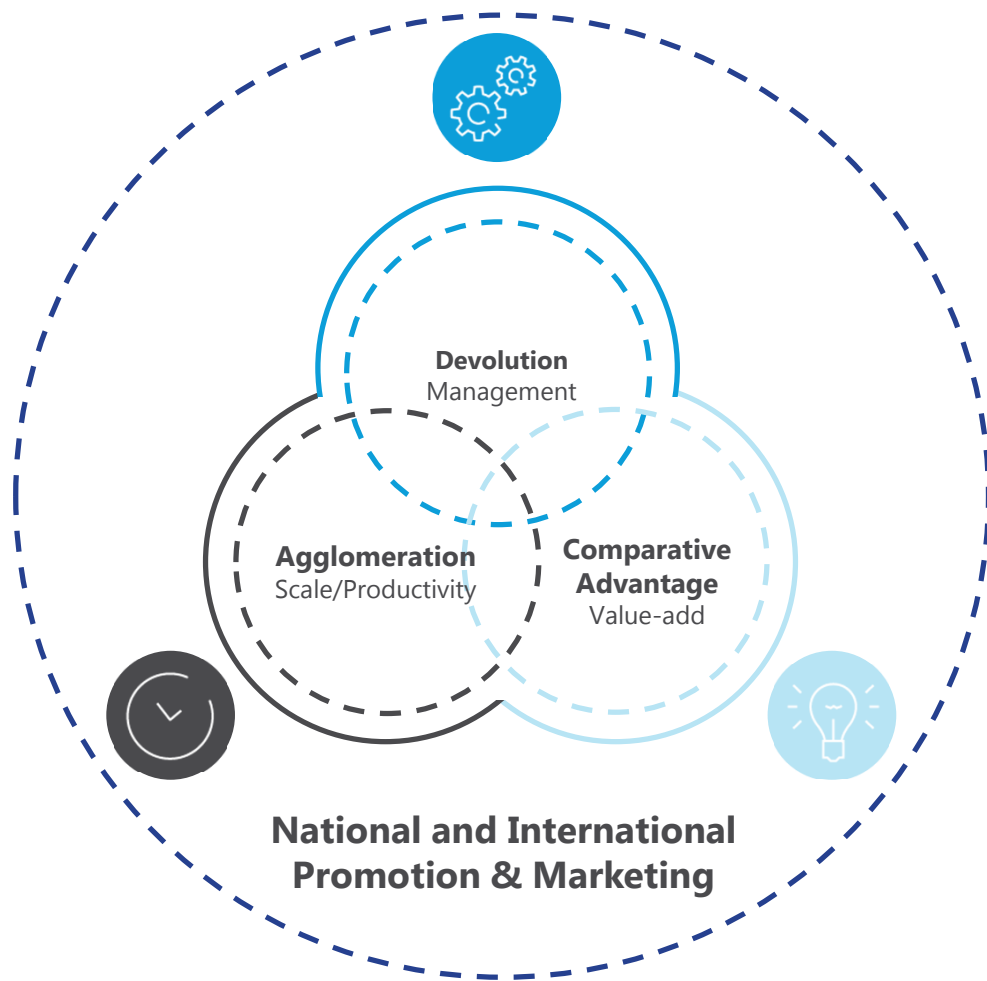 Devolution
Management
Agglomeration
Scale/Productivity
Comparative
Advantage
Value-add
National and International
Promotion & Marketing